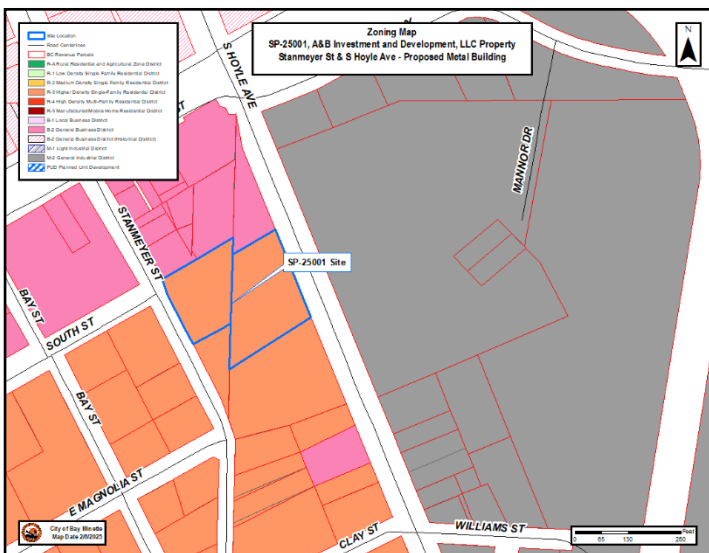 Zoning Map
SP-25001, A&B Investment and Development, LLC Property
Stanmeyer St & S Hoyle Ave - Proposed Metal Building
Site Location
Road Centerlines
BC Revenue Parcels
R-A Rural Residential and Agricultural Zone District
R-1 Low Density Single Family Residential District
R-2 Medium Density Single Family Residential District
R-3 Higher Density Single-Family Residential District
R-4 High Density Multi-Family Residential District
R-5 Manufactured/Mobile Home Residential District
B-1 Local Business District
B-2 General Business District
B-2 General Business District (Historical District)
M-1 Light Industrial District
M-2 General Industrial District
PUD Planned Unit Development
N
S HOYLE AVE
ST
MANNOR DR
STANMEYER ST
SP-25001 Site
BAY ST
SOUTH ST
BAY ST
E MAGNOLIA ST
CLAY ST
WILLIAMS ST
City of Bay Minette
Map Date 2/6/2025
Feet
0 65 130 260